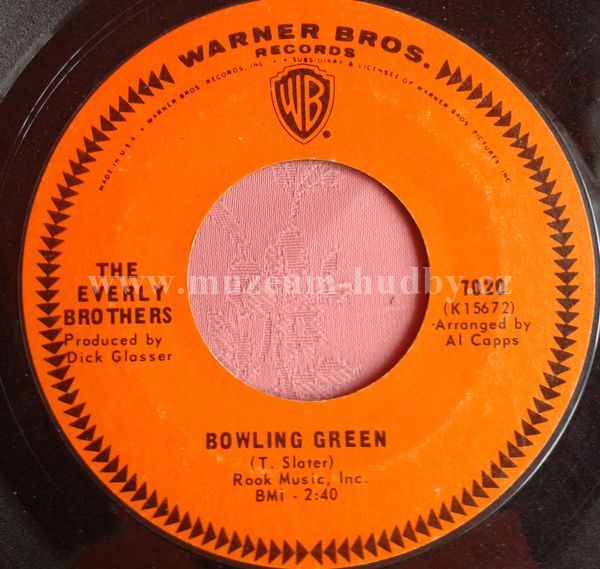 WARNER BROS.
RECORDS
MADE IN U.S.A. • WARNER BROS. RECORDS, INC. • A SUBSIDIARY & LICENSEE OF WARNER BROS. PICTURES, INC.
WB
THE
EVERLY
BROTHERS
Produced by
Dick Glasser
7020
(K15672)
Arranged by
Al Capps
www.muzeum-hudby.cz
BOWLING GREEN
(T. Slater)
Rook Music, Inc.
BMI - 2:40